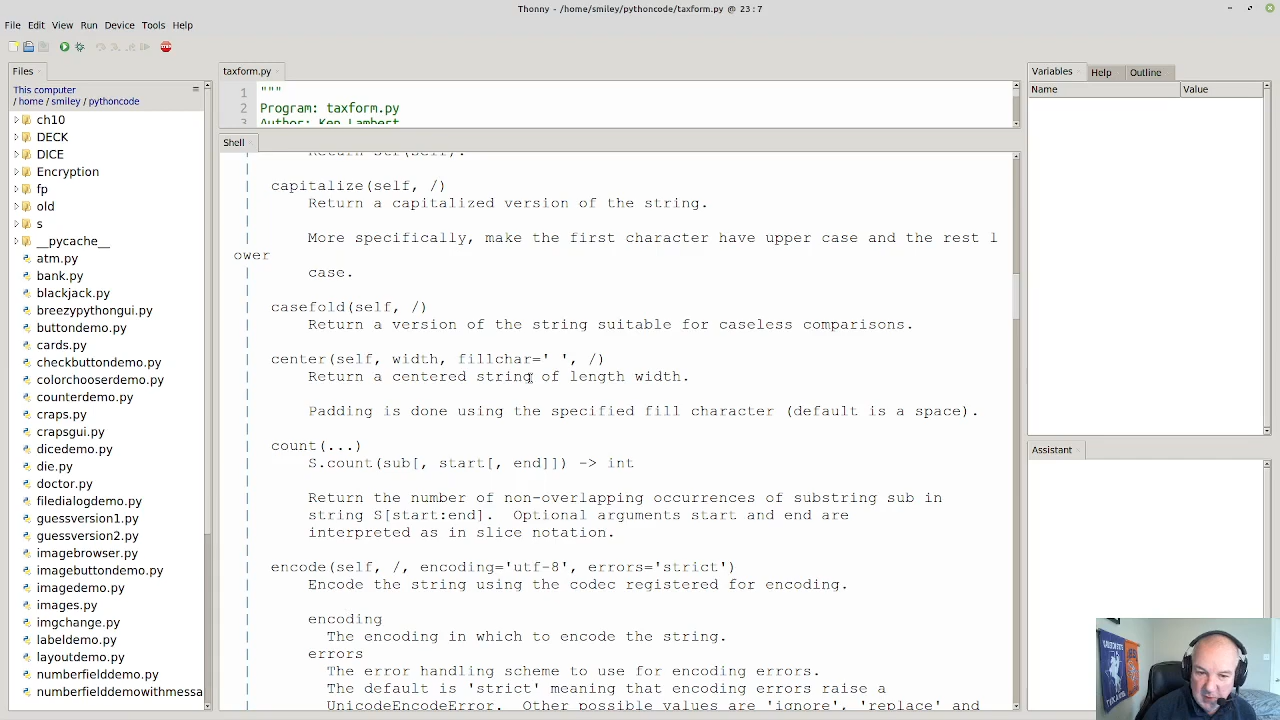 Thonny - /home/smiley/pythoncode/taxform.py @ 23:7
File Edit View Run Device Tools Help
STOP
Files
This computer
/ home / smiley / pythoncode
ch10
DECK
DICE
Encryption
fp
old
s
__pycache__
atm.py
bank.py
blackjack.py
breezypythongui.py
buttondemo.py
cards.py
checkbuttondemo.py
colorchooserdemo.py
counterdemo.py
craps.py
crapsgui.py
dicedemo.py
die.py
doctor.py
filedialogdemo.py
guessversion1.py
guessversion2.py
imagebrowser.py
imagebuttondemo.py
imagedemo.py
images.py
imgchange.py
labeldemo.py
layoutdemo.py
numberfielddemo.py
numberfielddemowithmessa
taxform.py
1 """
2 Program: taxform.py
3 Author: Ken Lambert
Shell
| Return str(self).
|
| capitalize(self, /)
| Return a capitalized version of the string.
|
| More specifically, make the first character have upper case and the rest l
ower
| case.
|
| casefold(self, /)
| Return a version of the string suitable for caseless comparisons.
|
| center(self, width, fillchar=' ', /)
| Return a centered string of length width.
|
| Padding is done using the specified fill character (default is a space).
|
| count(...)
| S.count(sub[, start[, end]]) -> int
|
| Return the number of non-overlapping occurrences of substring sub in
| string S[start:end]. Optional arguments start and end are
| interpreted as in slice notation.
|
| encode(self, /, encoding='utf-8', errors='strict')
| Encode the string using the codec registered for encoding.
|
| encoding
| The encoding in which to encode the string.
| errors
| The error handling scheme to use for encoding errors.
| The default is 'strict' meaning that encoding errors raise a
| UnicodeEncodeError. Other possible values are 'ignore', 'replace' and
Variables Help Outline
Name Value
Assistant